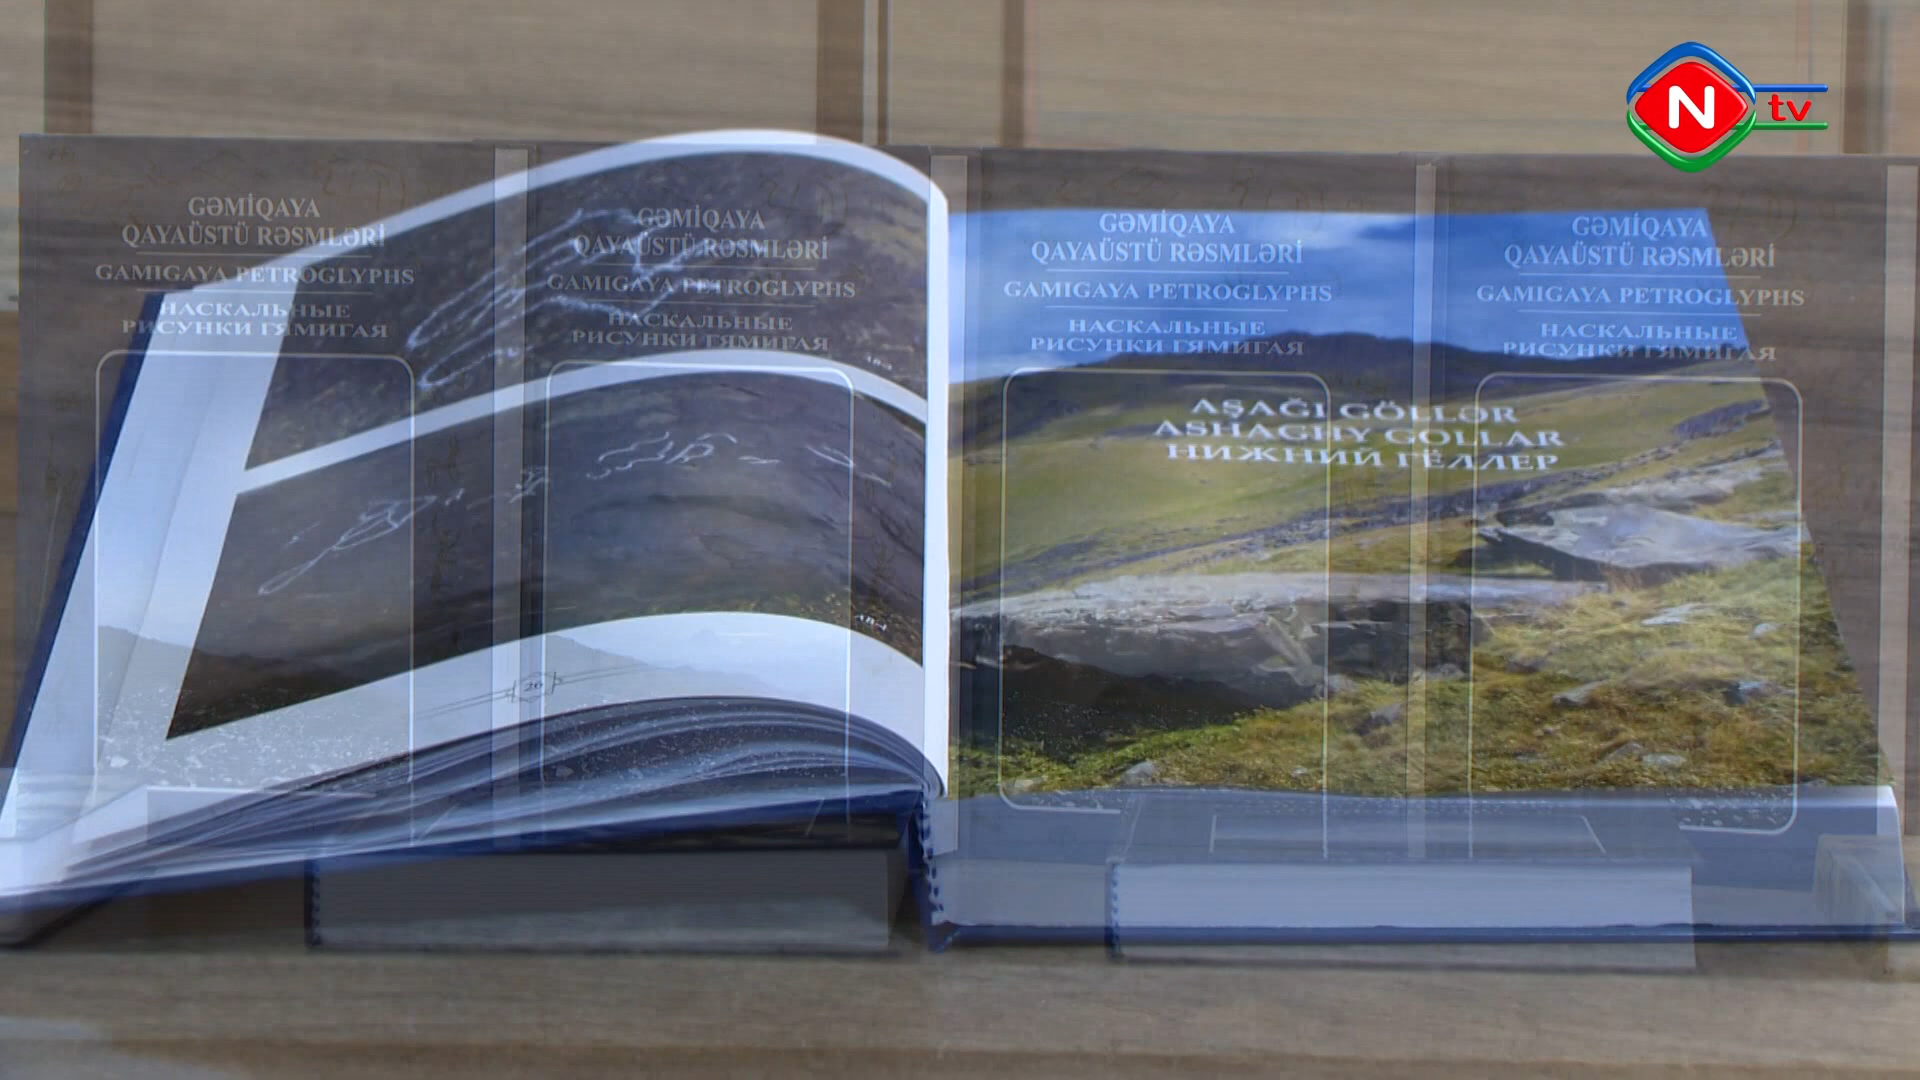 N tv
GƏMİQAYA
QAYAÜSTÜ RƏSMLƏRİ
GAMIGAYA PETROGLYPHS
НАСКАЛЬНЫЕ
РИСУНКИ ГЯМИГАЯ
GƏMİQAYA
QAYAÜSTÜ RƏSMLƏRİ
GAMIGAYA PETROGLYPHS
НАСКАЛЬНЫЕ
РИСУНКИ ГЯМИГАЯ
GƏMİQAYA
QAYAÜSTÜ RƏSMLƏRİ
GAMIGAYA PETROGLYPHS
НАСКАЛЬНЫЕ
РИСУНКИ ГЯМИГАЯ
GƏMİQAYA
QAYAÜSTÜ RƏSMLƏRİ
GAMIGAYA PETROGLYPHS
НАСКАЛЬНЫЕ
РИСУНКИ ГЯМИГАЯ
AŞAĞI GÖLLƏR
ASHAGHY GOLLAR
НИЖНИЙ ГЁЛЛЕР
26